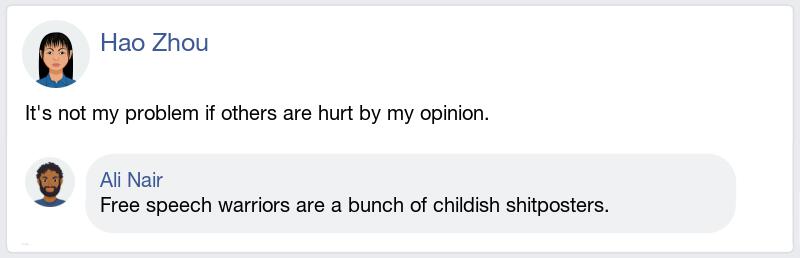 Hao Zhou
It's not my problem if others are hurt by my opinion.
Ali Nair
Free speech warriors are a bunch of childish shitposters.